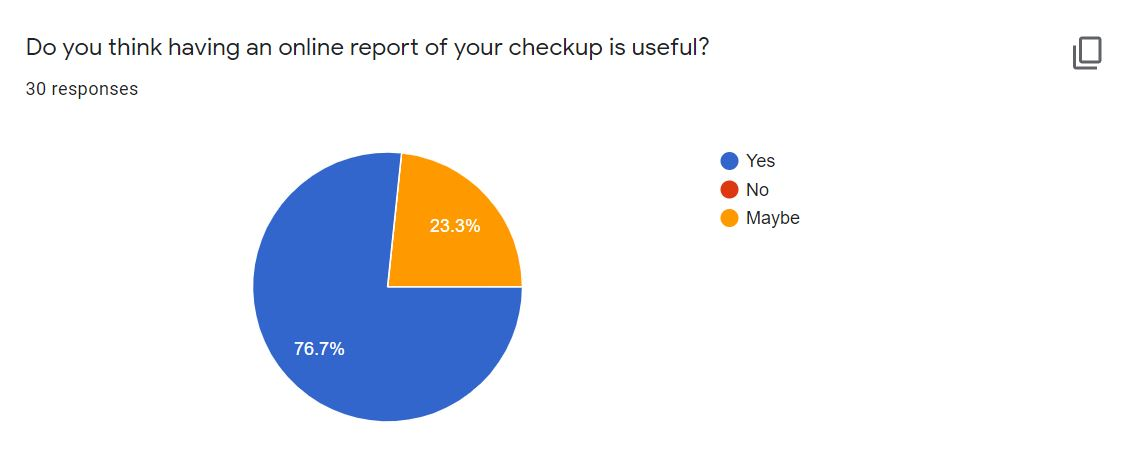 Do you think having an online report of your checkup is useful?
30 responses
Yes
No
Maybe
23.3%
76.7%